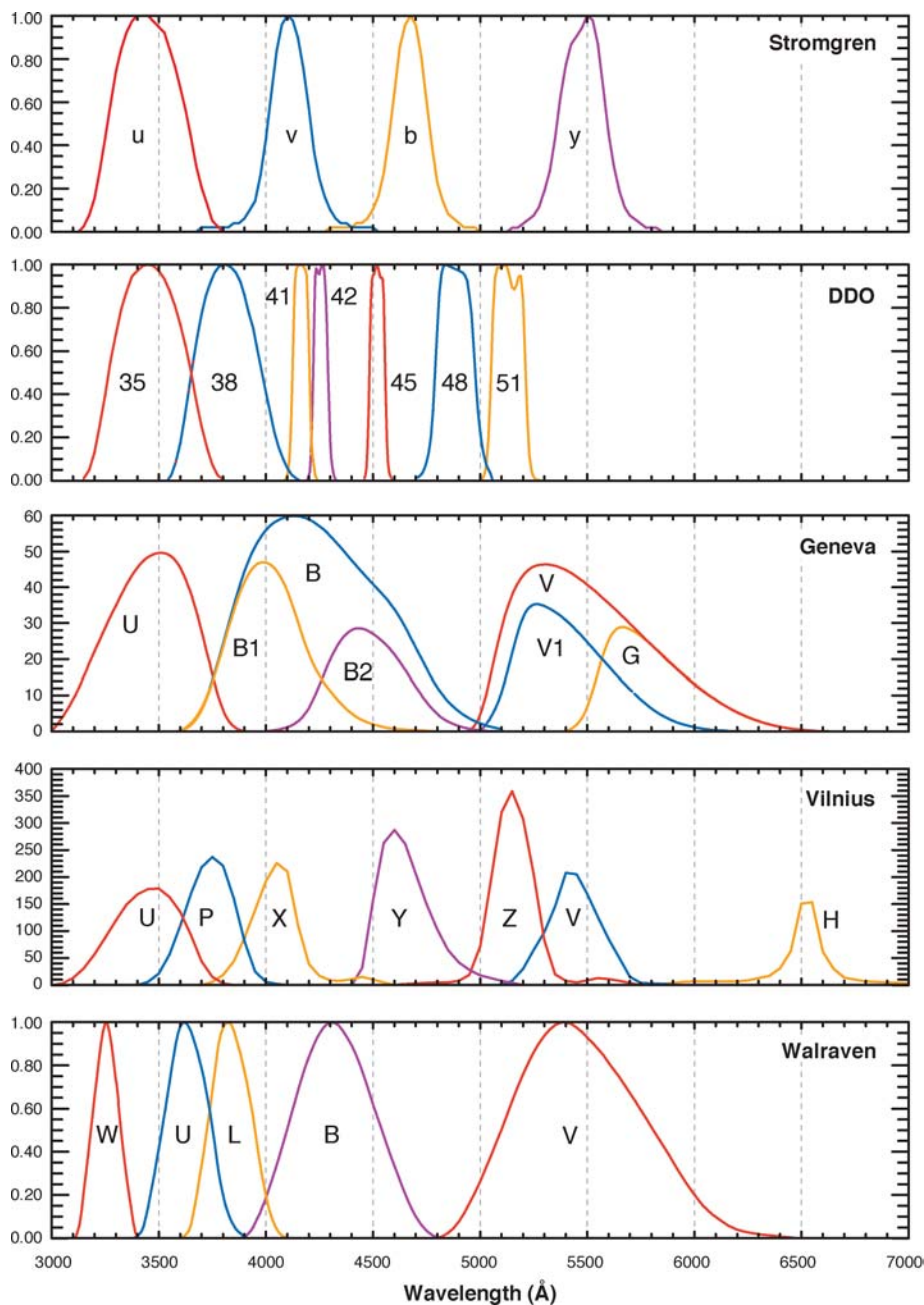 1.00
0.80
0.60
0.40
0.20
0.00
Stromgren
u
v
b
y
1.00
0.80
0.60
0.40
0.20
0.00
DDO
41
42
35
38
45
48
51
60
50
40
30
20
10
0
Geneva
U
B
B1
B2
V
V1
G
400
350
300
250
200
150
100
50
0
Vilnius
U
P
X
Y
Z
V
H
1.00
0.80
0.60
0.40
0.20
0.00
Walraven
W
U
L
B
V
3000 3500 4000 4500 5000 5500 6000 6500 7000
Wavelength (Å)